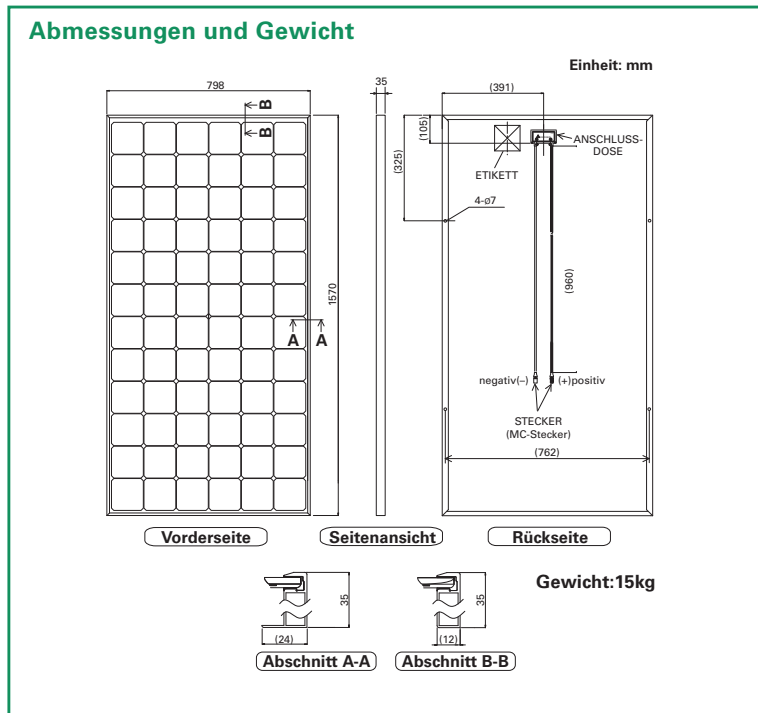 Abmessungen und Gewicht
Einheit: mm
798
B
B
35
(391)
(105)
(325)
ANSCHLUSS-
DOSE
ETIKETT
4-ø7
1570
A
A
(960)
negativ(–)
(+)positiv
STECKER
(MC-Stecker)
(762)
Vorderseite
Seitenansicht
Rückseite
Gewicht:15kg
35
(24)
35
(12)
Abschnitt A-A
Abschnitt B-B